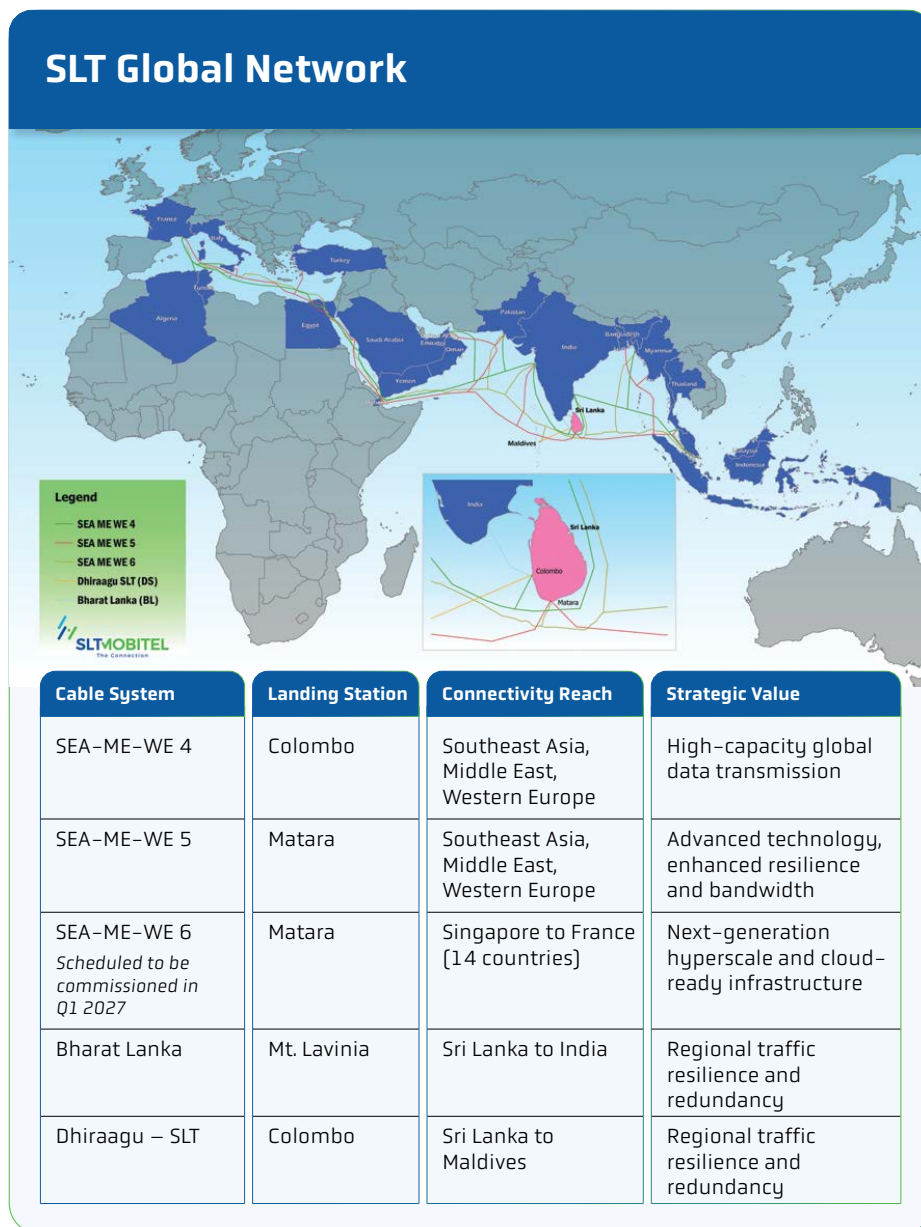 SLT Global Network
France
Italy
Turkey
Tunisia
Algeria
Egypt
Saudi Arabia
Emirates
Oman
Yemen
Pakistan
India
Bangladesh
Myanmar
Thailand
Sri Lanka
Maldives
Indonesia
Legend
SEA ME WE 4
SEA ME WE 5
SEA ME WE 6
Dhiraagu SLT (DS)
Bharat Lanka (BL)
SLTMOBITEL
The Connection
India
Sri Lanka
Colombo
Matara
Cable System
Landing Station
Connectivity Reach
Strategic Value
SEA-ME-WE 4
Colombo
Southeast Asia,
Middle East,
Western Europe
High-capacity global
data transmission
SEA-ME-WE 5
Matara
Southeast Asia,
Middle East,
Western Europe
Advanced technology,
enhanced resilience
and bandwidth
SEA-ME-WE 6
Scheduled to be
commissioned in
Q1 2027
Matara
Singapore to France
(14 countries)
Next-generation
hyperscale and cloud-
ready infrastructure
Bharat Lanka
Mt. Lavinia
Sri Lanka to India
Regional traffic
resilience and
redundancy
Dhiraagu – SLT
Colombo
Sri Lanka to
Maldives
Regional traffic
resilience and
redundancy